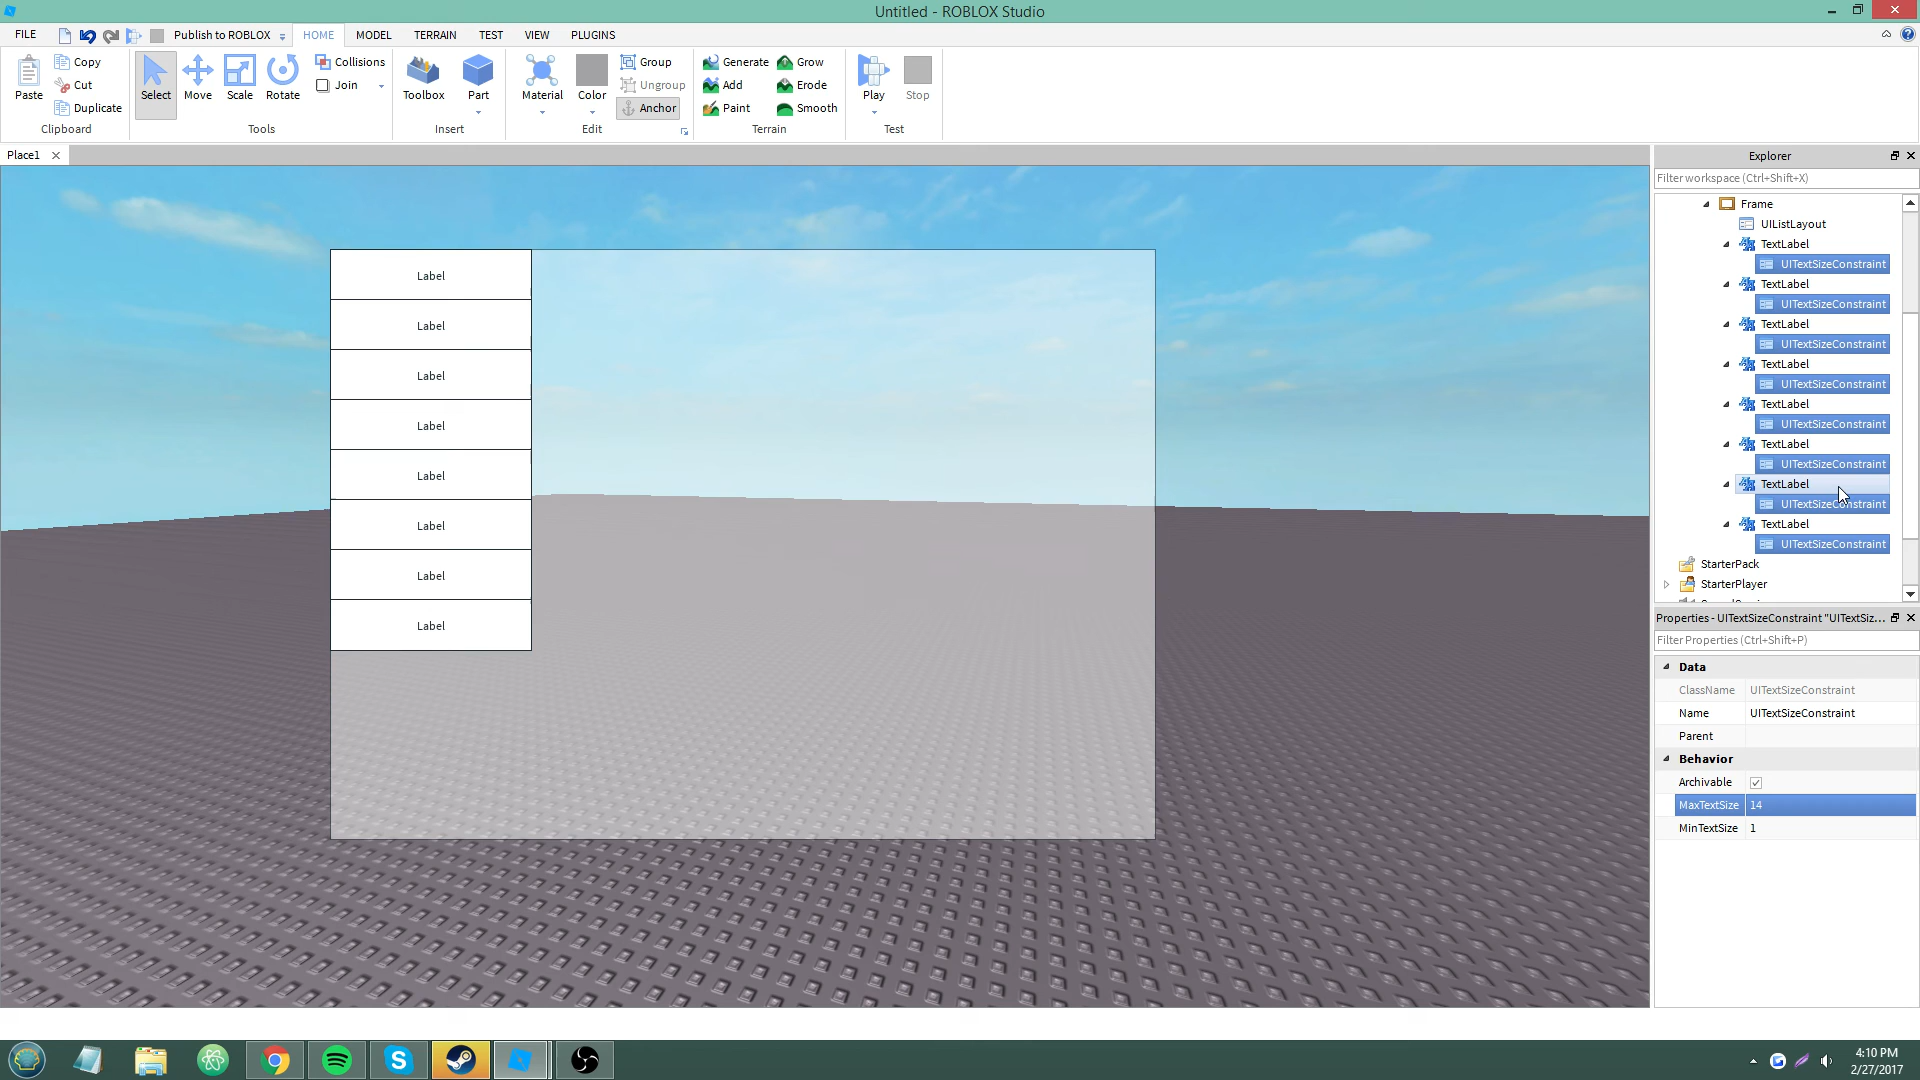 Untitled - ROBLOX Studio
FILE
Publish to ROBLOX
HOME
MODEL
TERRAIN
TEST
VIEW
PLUGINS
Paste
Copy
Cut
Duplicate
Clipboard
Select
Move
Scale
Rotate
Collisions
Join
Tools
Toolbox
Part
Insert
Material
Color
Group
Ungroup
Anchor
Edit
Generate
Grow
Add
Erode
Paint
Smooth
Terrain
Play
Stop
Test
Place1
Label
Label
Label
Label
Label
Label
Label
Label
Explorer
Filter workspace (Ctrl+Shift+X)
Frame
UIListLayout
TextLabel
UITextSizeConstraint
TextLabel
UITextSizeConstraint
TextLabel
UITextSizeConstraint
TextLabel
UITextSizeConstraint
TextLabel
UITextSizeConstraint
TextLabel
UITextSizeConstraint
TextLabel
UITextSizeConstraint
TextLabel
UITextSizeConstraint
StarterPack
StarterPlayer
Properties - UITextSizeConstraint "UITextSiz...
Filter Properties (Ctrl+Shift+P)
Data
ClassName UITextSizeConstraint
Name UITextSizeConstraint
Parent
Behavior
Archivable
MaxTextSize 14
MinTextSize 1
4:10 PM
2/27/2017